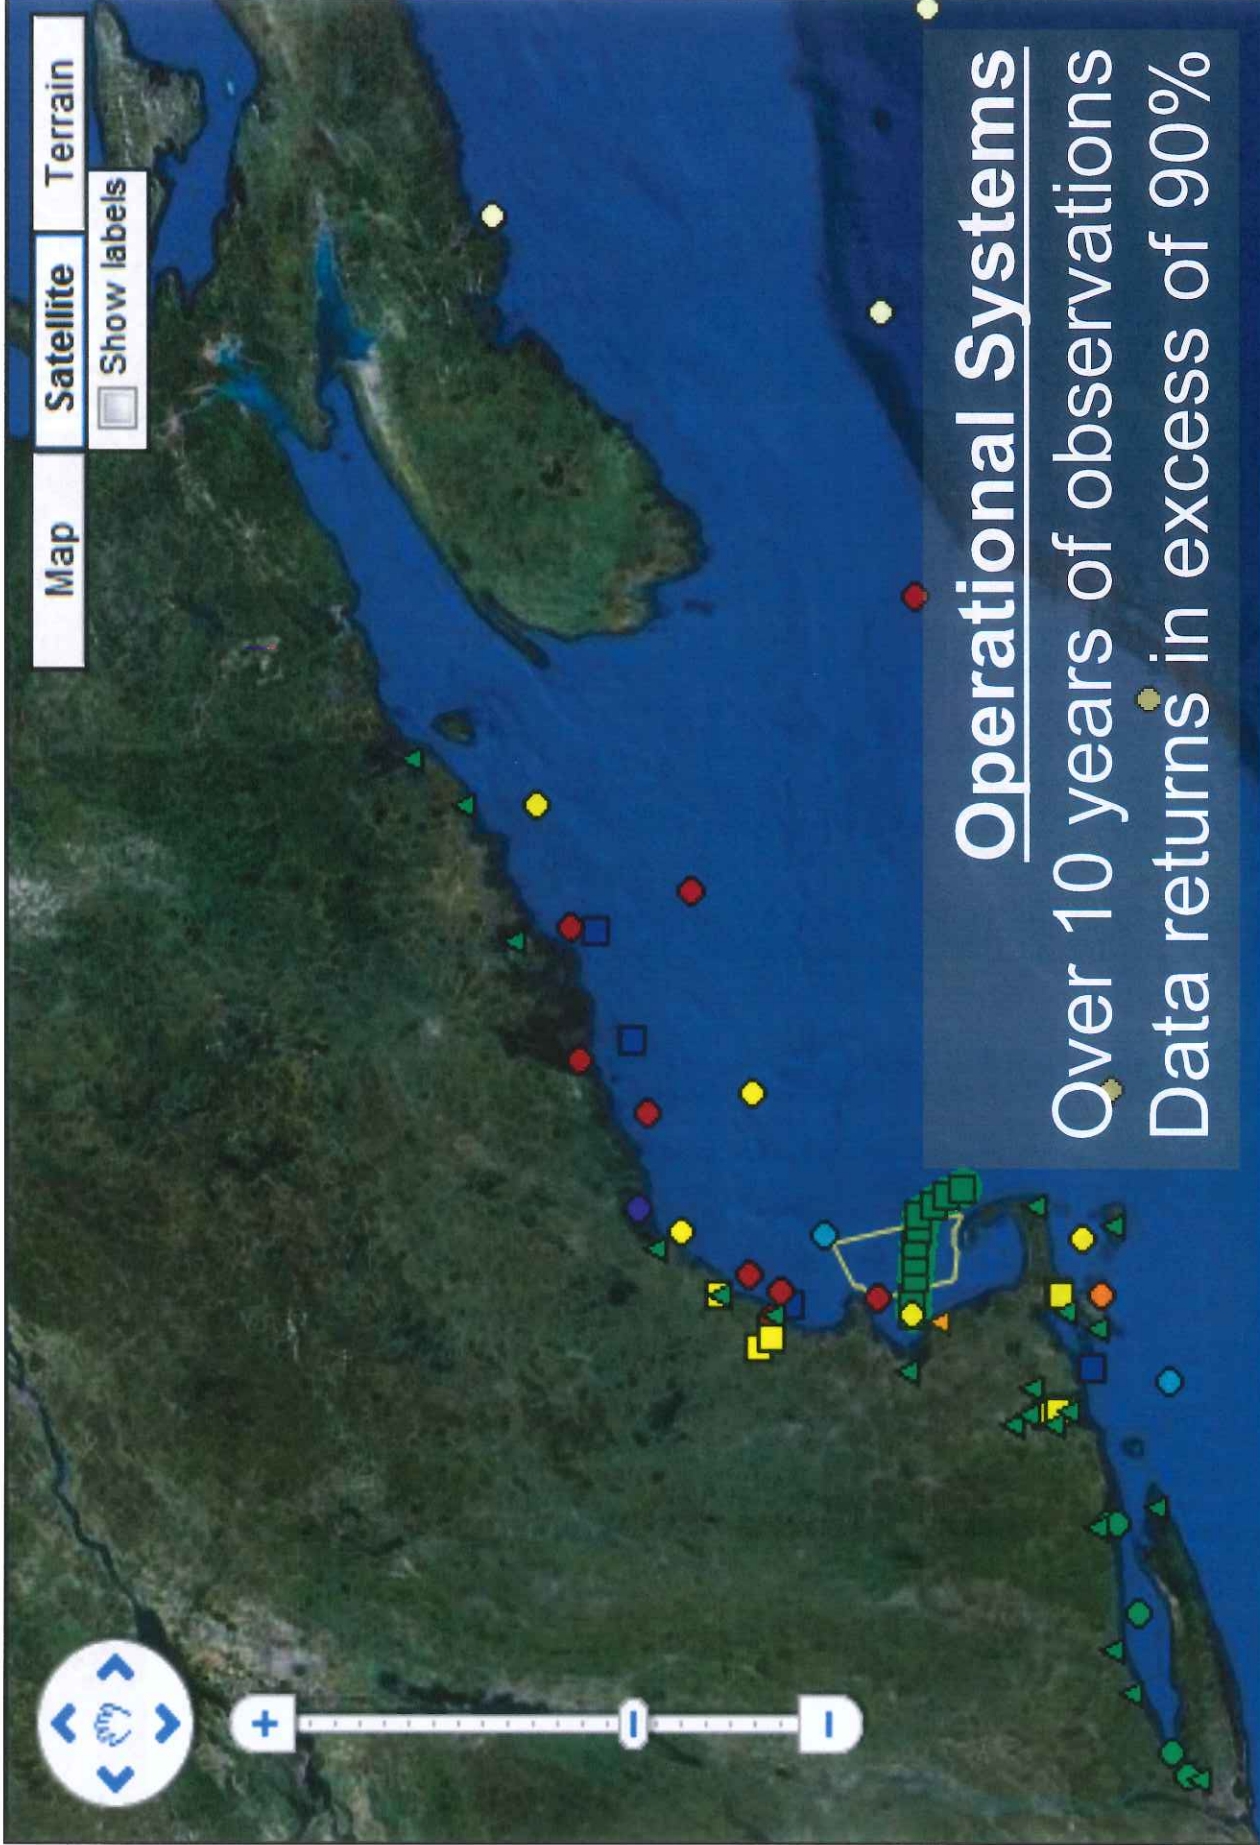 Map
Satellite
Terrain
Show labels
+
−
Operational Systems
Over 10 years of observations
Data returns in excess of 90%